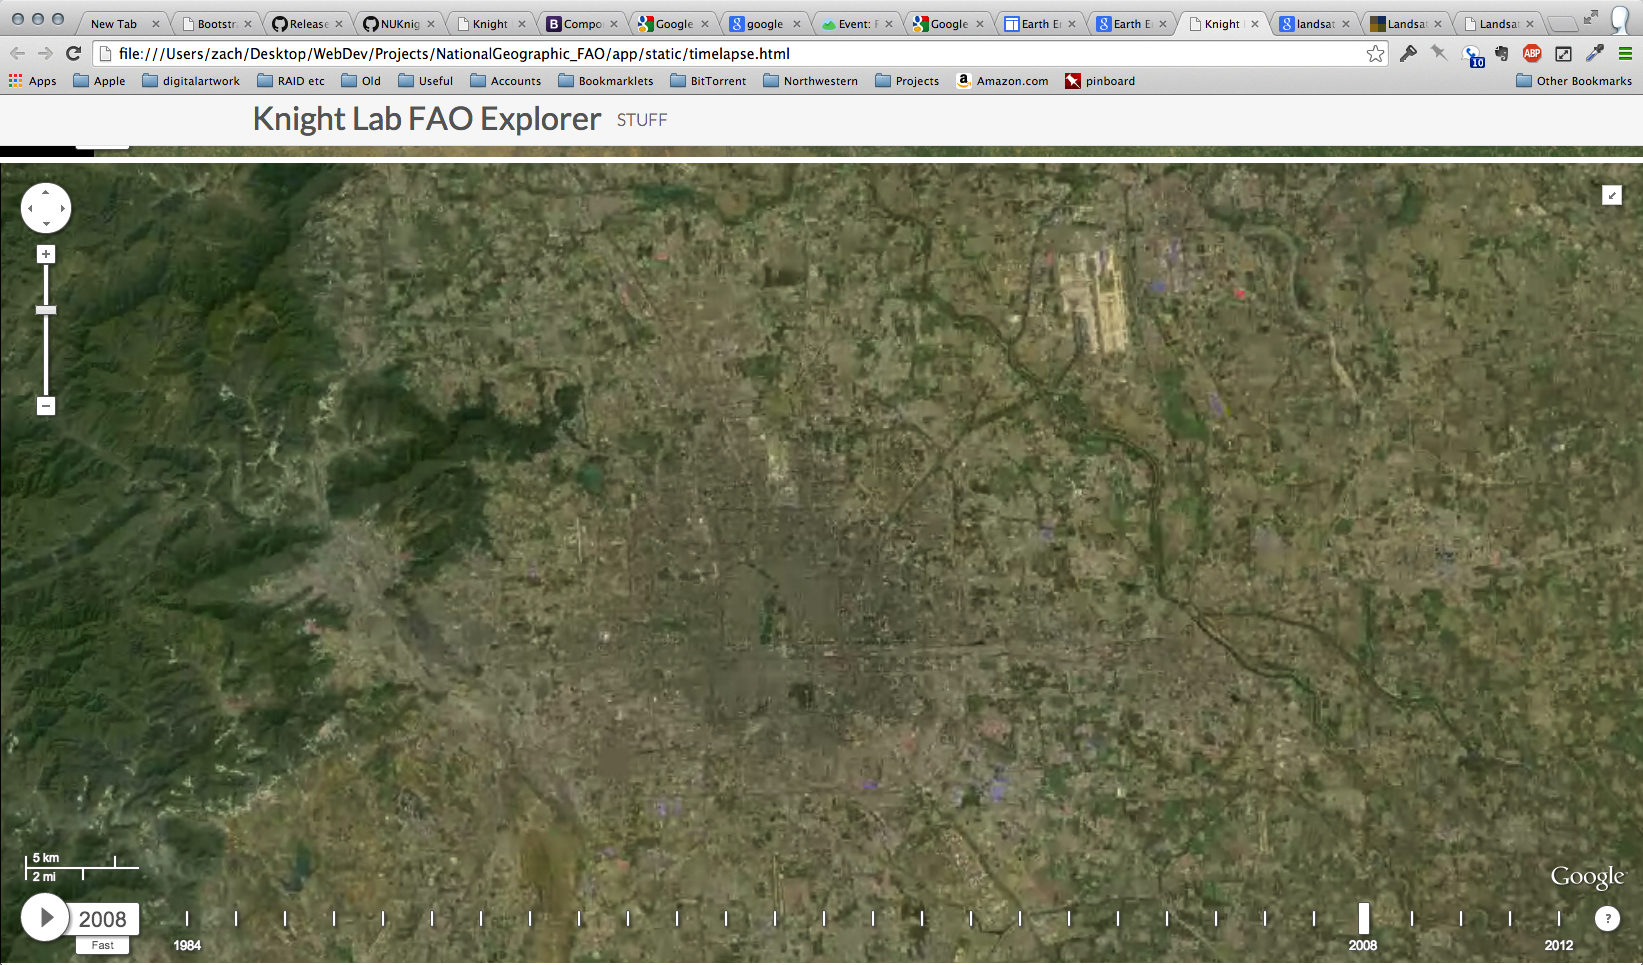 New Tab
Bootstr
Release
NUKnig
Knight
B Compo
Google
google
Event: F
Google
Earth En
Earth E
Knight
landsat
Landsat
Landsat
file:///Users/zach/Desktop/WebDev/Projects/NationalGeographic_FAO/app/static/timelapse.html
10
ABP
Apps Apple digitalartwork RAID etc Old Useful Accounts Bookmarklets BitTorrent Northwestern Projects Amazon.com pinboard Other Bookmarks
Knight Lab FAO Explorer STUFF
+
−
5 km
2 mi
Google
2008
Fast
1984
2008
2012
?